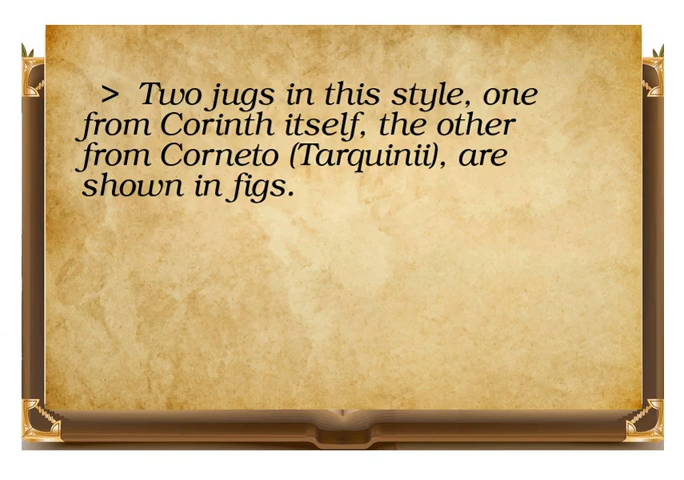 > Two jugs in this style, one
from Corinth itself, the other
from Corneto (Tarquinii), are
shown in figs.